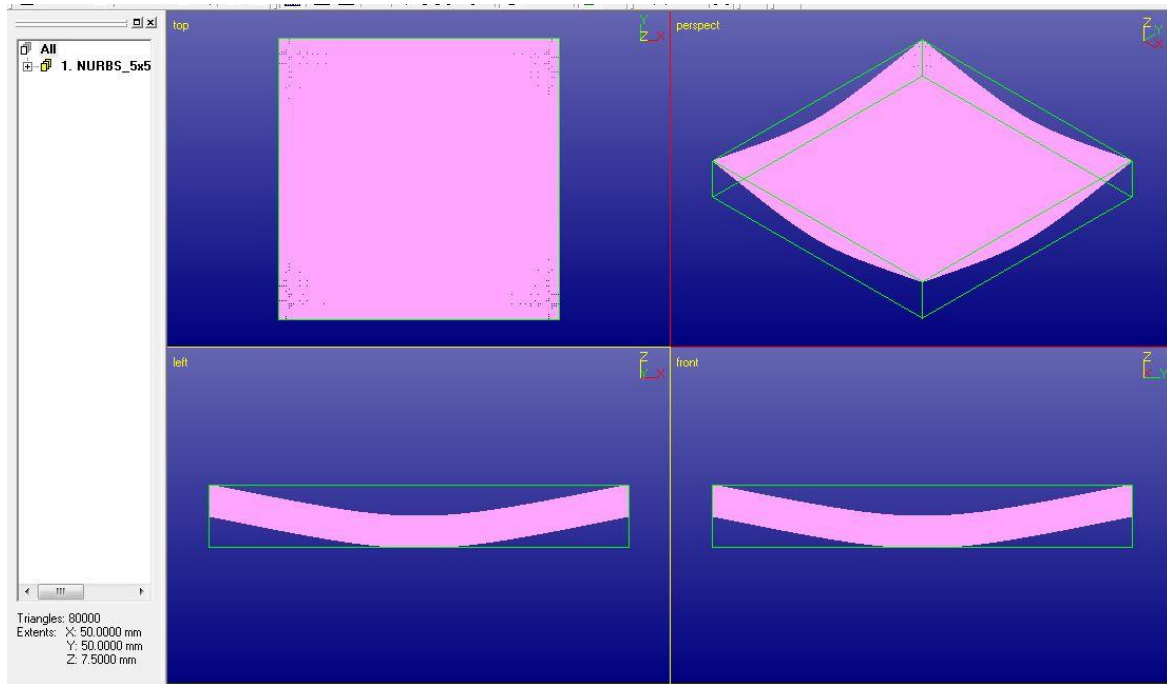 top
Y
Z X
perspect
Z
Y
X
All
1. NURBS_5x5
left
Z
Y X
front
Z
X Y
Triangles: 80000
Extents: X: 50.0000 mm
Y: 50.0000 mm
Z: 7.5000 mm